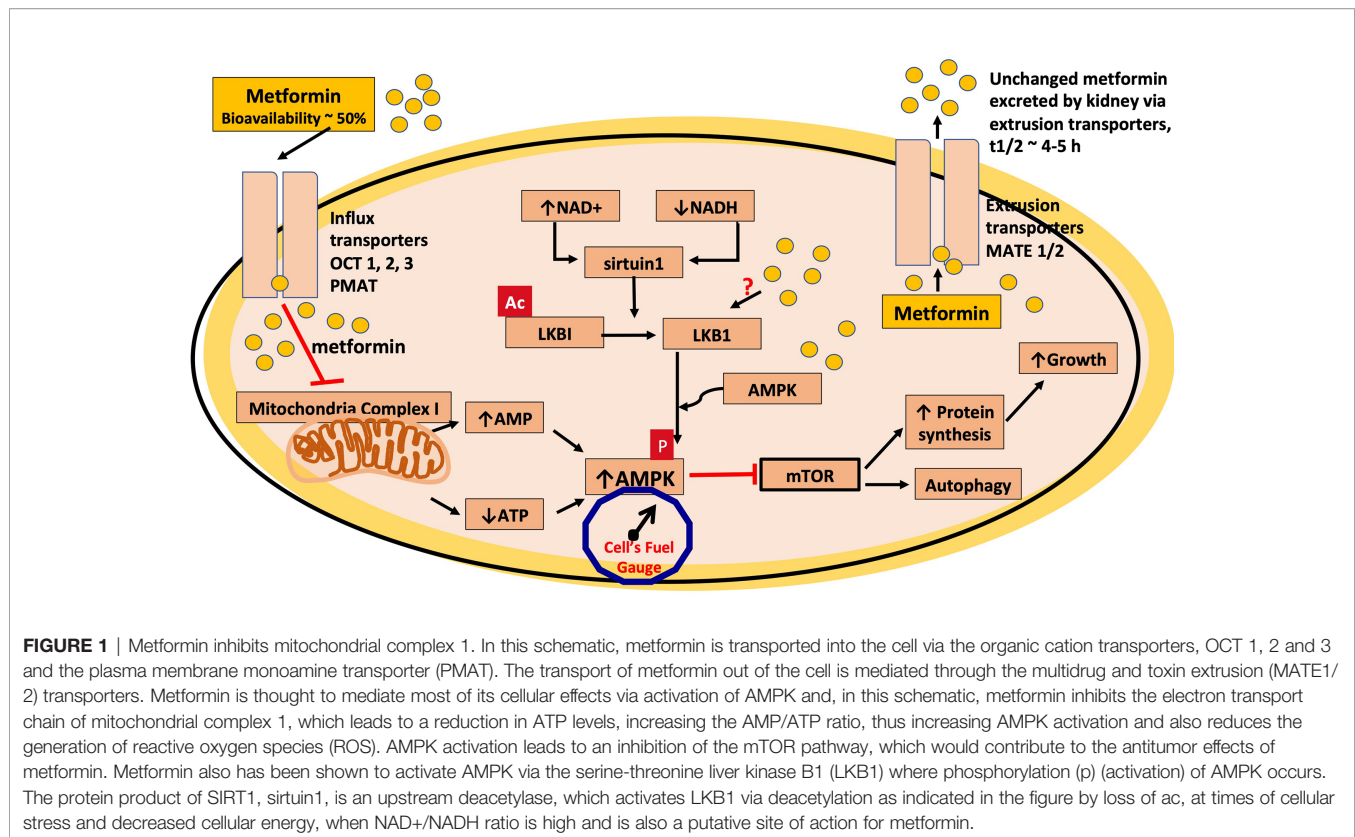 Metformin
Bioavailability ~ 50%
Unchanged metformin
excreted by kidney via
extrusion transporters,
t1/2 ~ 4-5 h
Influx
transporters
OCT 1, 2, 3
PMAT
↑NAD+
↓NADH
sirtuin1
Extrusion
transporters
MATE 1/2
?
Ac
LKBI
LKB1
Metformin
metformin
↑Growth
AMPK
Mitochondria Complex I
↑AMP
↑ Protein
synthesis
P
↑AMPK
mTOR
Autophagy
↓ATP
Cell's Fuel
Gauge
FIGURE 1 | Metformin inhibits mitochondrial complex 1. In this schematic, metformin is transported into the cell via the organic cation transporters, OCT 1, 2 and 3
and the plasma membrane monoamine transporter (PMAT). The transport of metformin out of the cell is mediated through the multidrug and toxin extrusion (MATE1/
2) transporters. Metformin is thought to mediate most of its cellular effects via activation of AMPK and, in this schematic, metformin inhibits the electron transport
chain of mitochondrial complex 1, which leads to a reduction in ATP levels, increasing the AMP/ATP ratio, thus increasing AMPK activation and also reduces the
generation of reactive oxygen species (ROS). AMPK activation leads to an inhibition of the mTOR pathway, which would contribute to the antitumor effects of
metformin. Metformin also has been shown to activate AMPK via the serine-threonine liver kinase B1 (LKB1) where phosphorylation (p) (activation) of AMPK occurs.
The protein product of SIRT1, sirtuin1, is an upstream deacetylase, which activates LKB1 via deacetylation as indicated in the figure by loss of ac, at times of cellular
stress and decreased cellular energy, when NAD+/NADH ratio is high and is also a putative site of action for metformin.